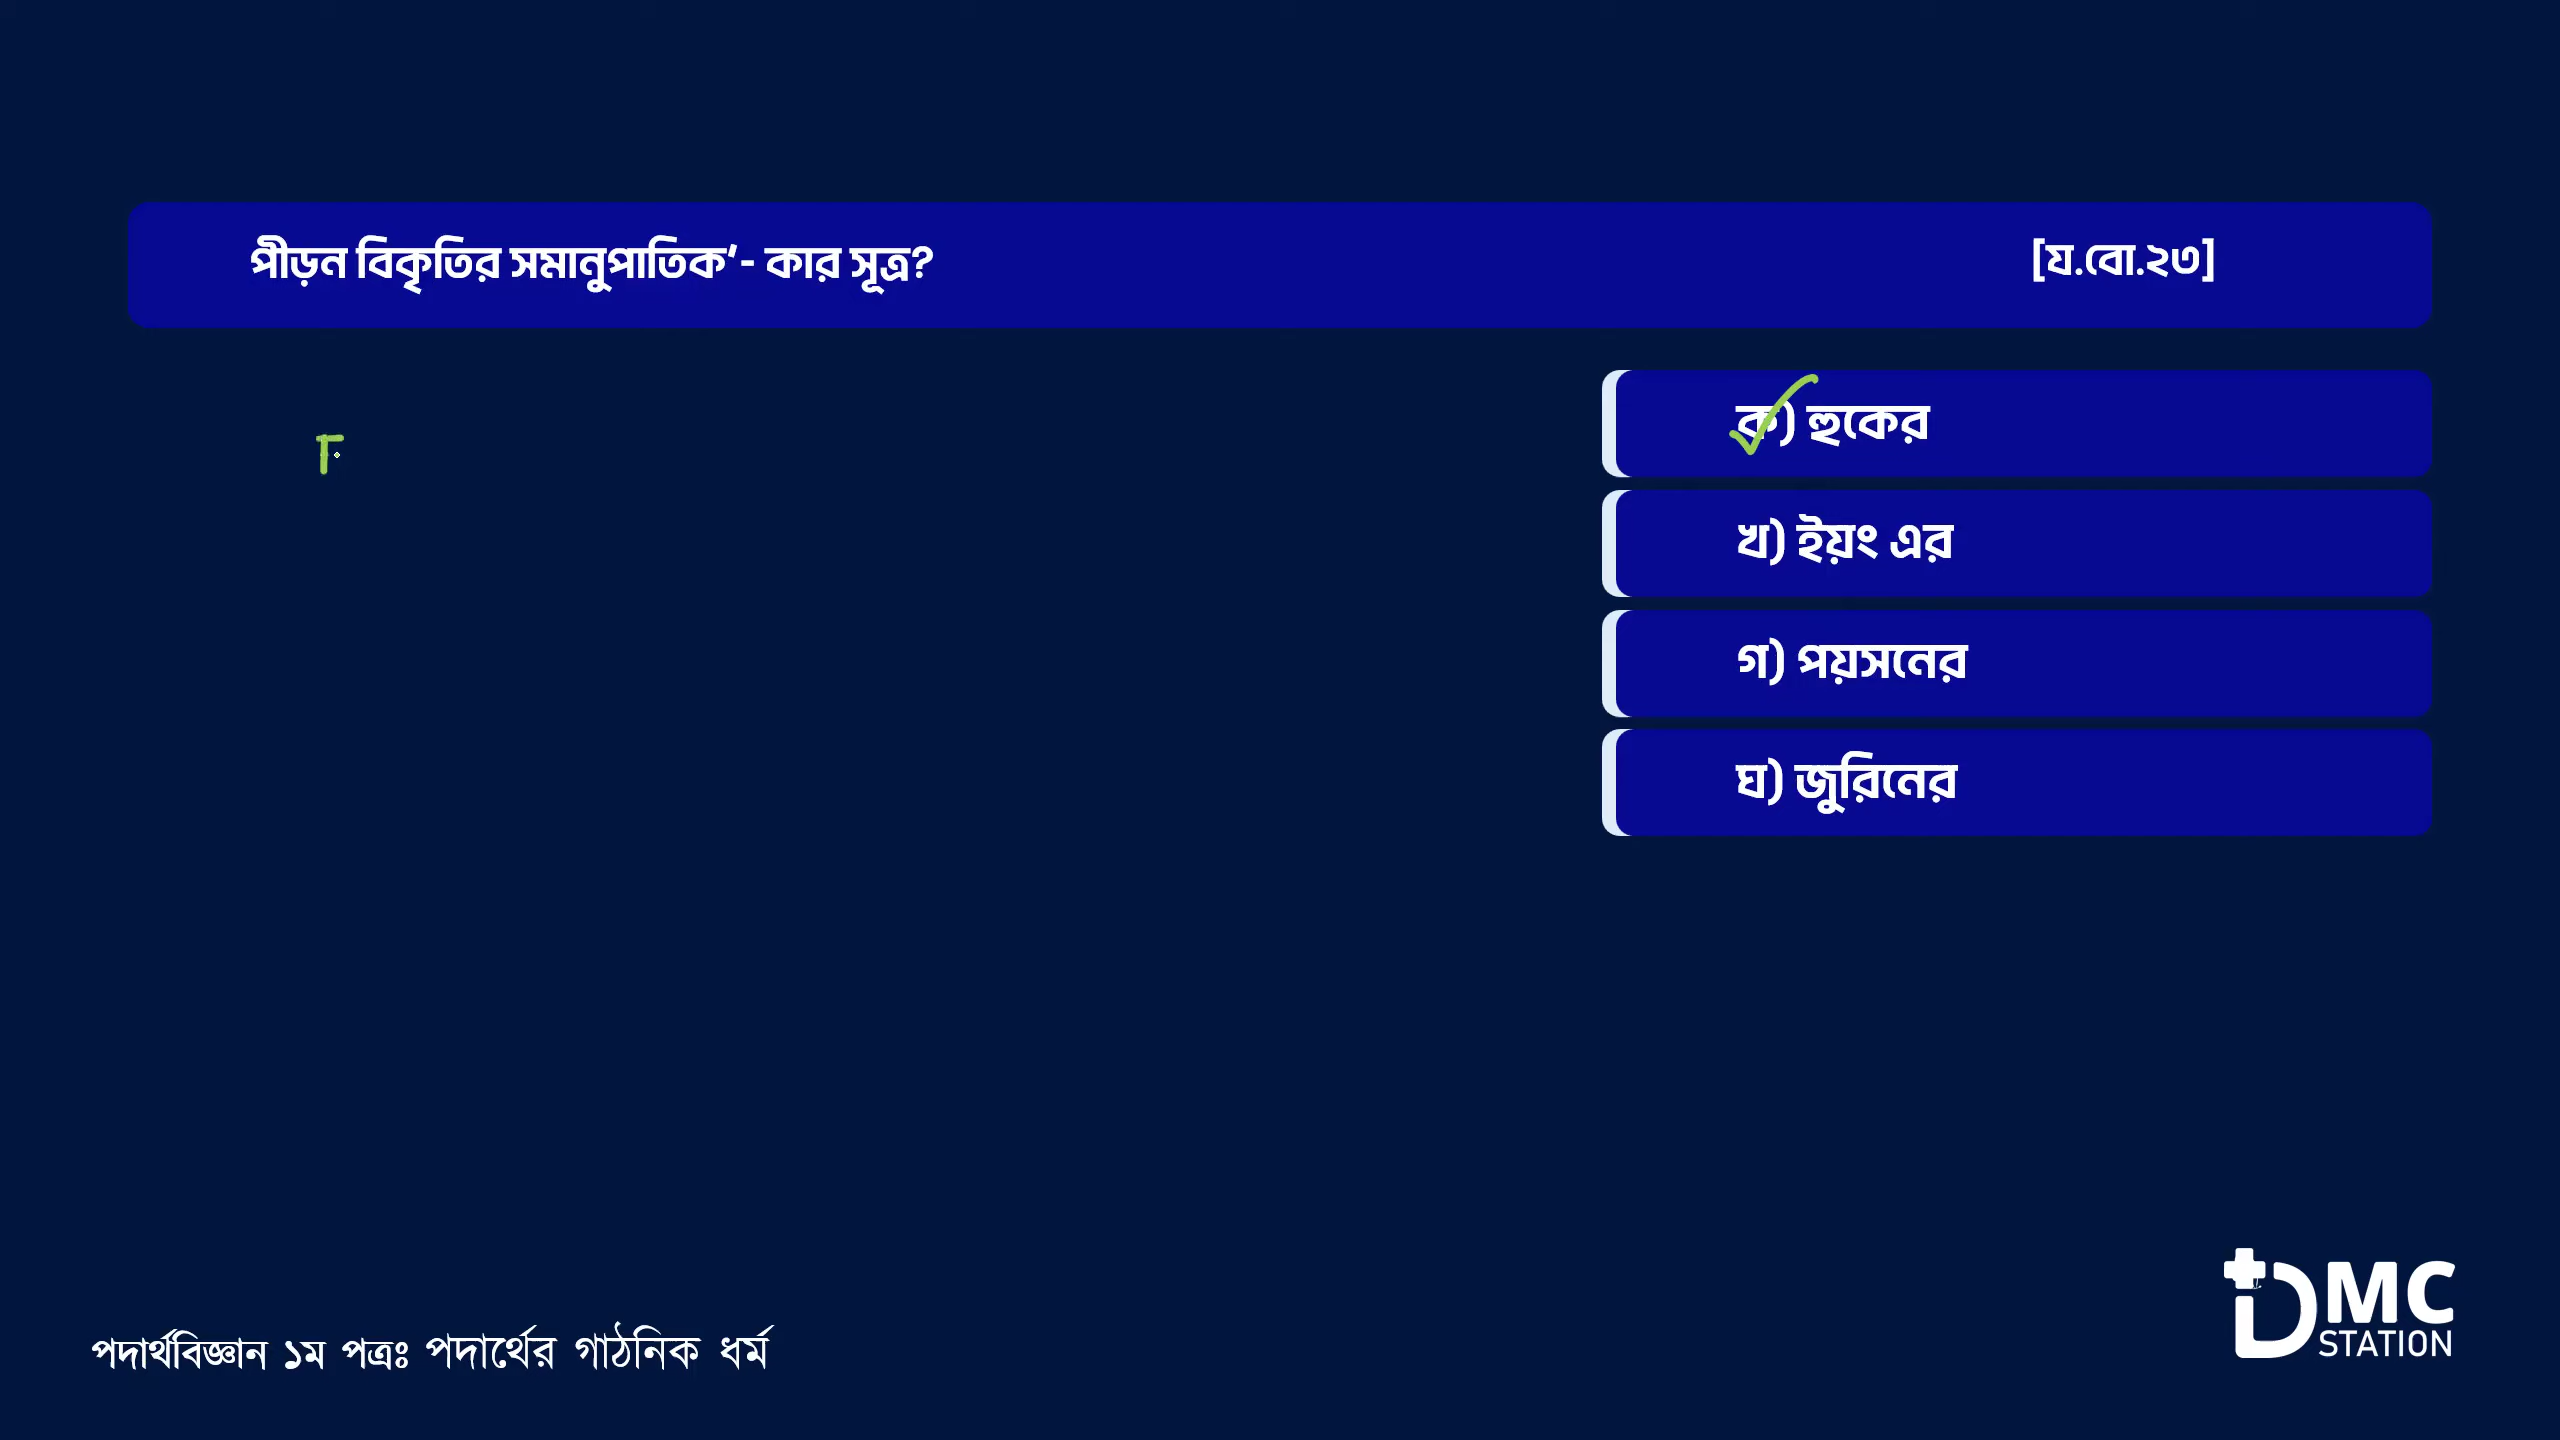 পীড়ন বিকৃতির সমানুপাতিক‘- কার সূত্র?
[য.বো.২৩]
ক) হুকের
খ) ইয়ং এর
গ) পয়সনের
ঘ) জুরিনের
পদার্থবিজ্ঞান ১ম পত্রঃ পদার্থের গাঠনিক ধর্ম
DMC
STATION